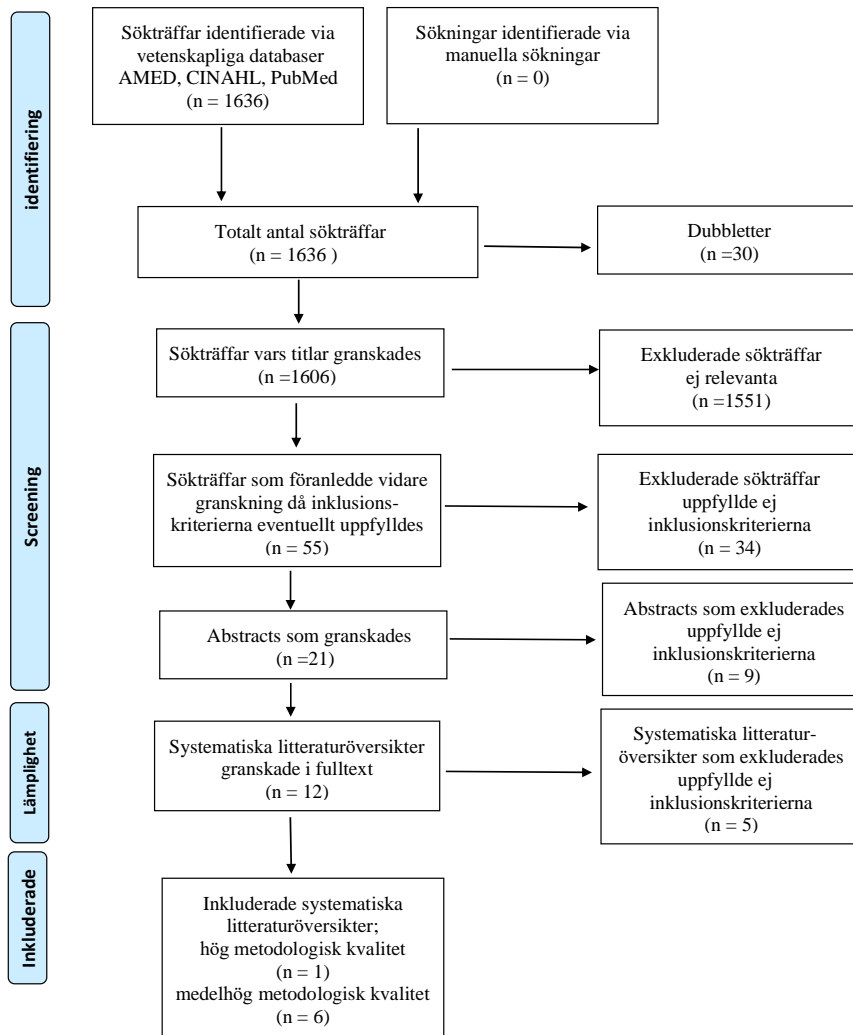 Sökträffar identifierade via
vetenskapliga databaser
AMED, CINAHL, PubMed
(n = 1636)
Sökningar identifierade via
manuella sökningar
(n = 0)
identifiering
Totalt antal sökträffar
(n = 1636 )
Dubbletter
(n =30)
Screening
Sökträffar vars titlar granskades
(n =1606)
Exkluderade sökträffar
ej relevanta
(n =1551)
Sökträffar som föranledde vidare
granskning då inklusions-
kriterierna eventuellt uppfylldes
(n = 55)
Exkluderade sökträffar
uppfyllde ej
inklusionskriterierna
(n = 34)
Abstracts som granskades
(n =21)
Abstracts som exkluderades
uppfyllde ej
inklusionskriterierna
(n = 9)
Lämplighet
Systematiska litteraturöversikter
granskade i fulltext
(n = 12)
Systematiska litteratur-
översikter som exkluderades
uppfyllde ej
inklusionskriterierna
(n = 5)
Inkluderade
Inkluderade systematiska
litteraturöversikter;
hög metodologisk kvalitet
(n = 1)
medelhög metodologisk kvalitet
(n = 6)